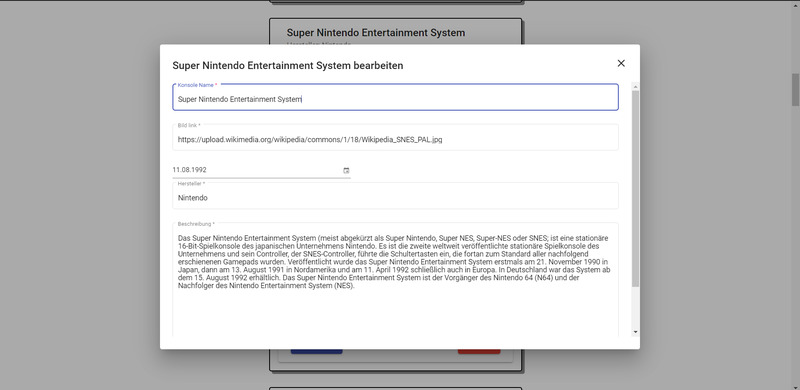 Super Nintendo Entertainment System
Hersteller: Nintendo
Super Nintendo Entertainment System bearbeiten
Konsole Name *
Super Nintendo Entertainment System
Bild link *
https://upload.wikimedia.org/wikipedia/commons/1/18/Wikipedia_SNES_PAL.jpg
11.08.1992
Hersteller *
Nintendo
Beschreibung *
Das Super Nintendo Entertainment System (meist abgekürzt als Super Nintendo, Super NES, Super-NES oder SNES; ist eine stationäre
16-Bit-Spielkonsole des japanischen Unternehmens Nintendo. Es ist die zweite weltweit veröffentlichte stationäre Spielkonsole des
Unternehmens und sein Controller, der SNES-Controller, führte die Schultertasten ein, die fortan zum Standard aller nachfolgend
erschienenen Gamepads wurden. Veröffentlicht wurde das Super Nintendo Entertainment System erstmals am 21. November 1990 in
Japan, dann am 13. August 1991 in Nordamerika und am 11. April 1992 schließlich auch in Europa. In Deutschland war das System ab
dem 15. August 1992 erhältlich. Das Super Nintendo Entertainment System ist der Vorgänger des Nintendo 64 (N64) und der
Nachfolger des Nintendo Entertainment System (NES).